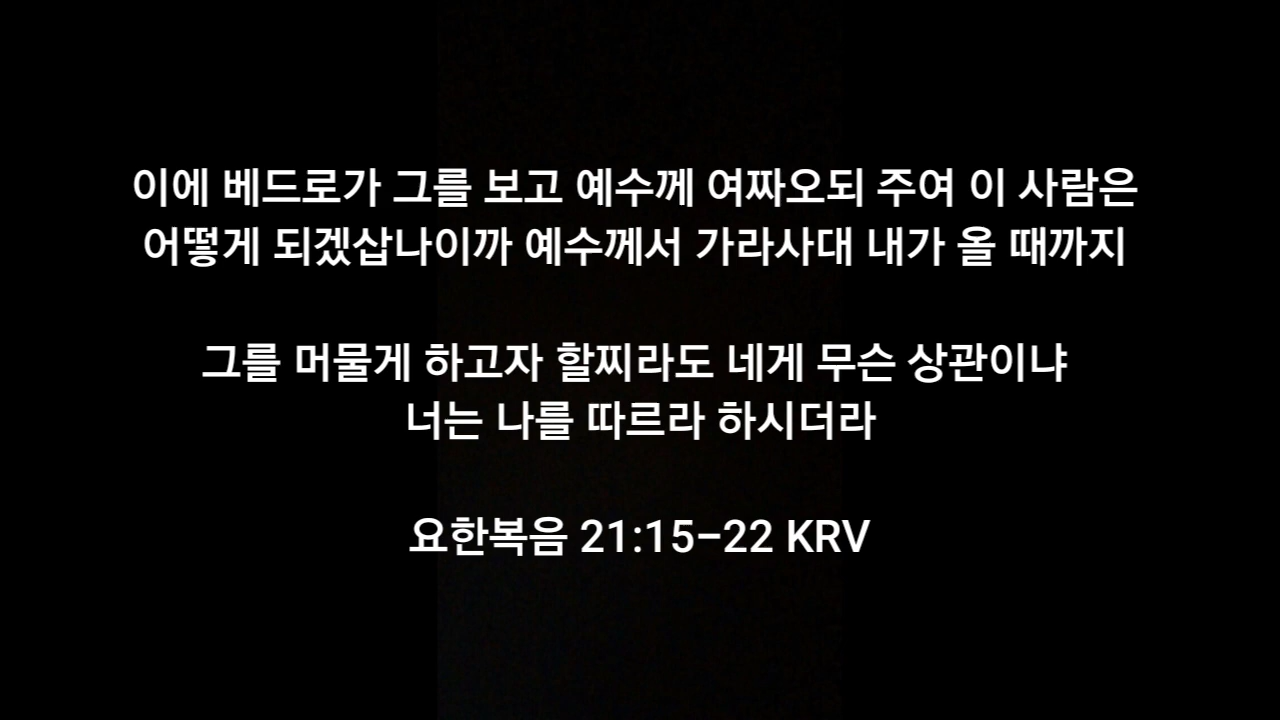 이에 베드로가 그를 보고 예수께 여짜오되 주여 이 사람은
어떻게 되겠삽나이까 예수께서 가라사대 내가 올 때까지
그를 머물게 하고자 할찌라도 네게 무슨 상관이냐
너는 나를 따르라 하시더라
요한복음 21:15–22 KRV